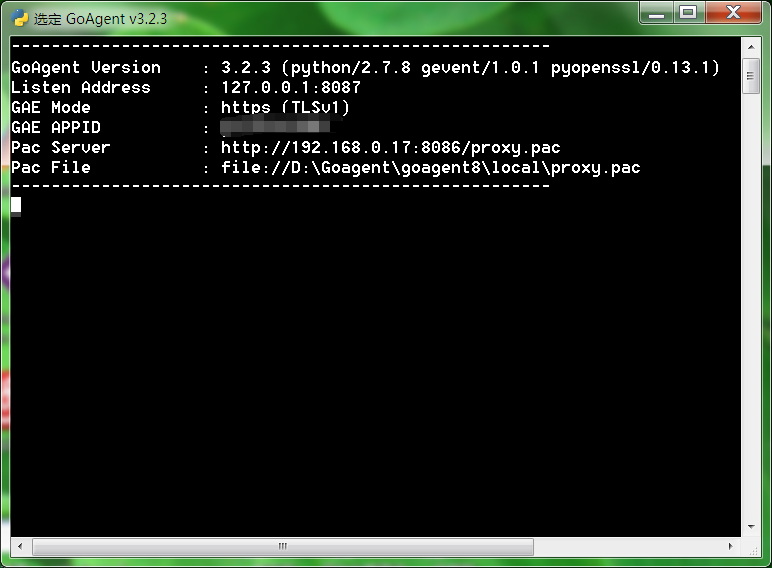 选定 GoAgent v3.2.3
------------------------------------------------------
GoAgent Version : 3.2.3 (python/2.7.8 gevent/1.0.1 pyopenssl/0.13.1)
Listen Address : 127.0.0.1:8087
GAE Mode : https (TLSv1)
GAE APPID :
Pac Server : http://192.168.0.17:8086/proxy.pac
Pac File : file://D:\Goagent\goagent8\local\proxy.pac
------------------------------------------------------